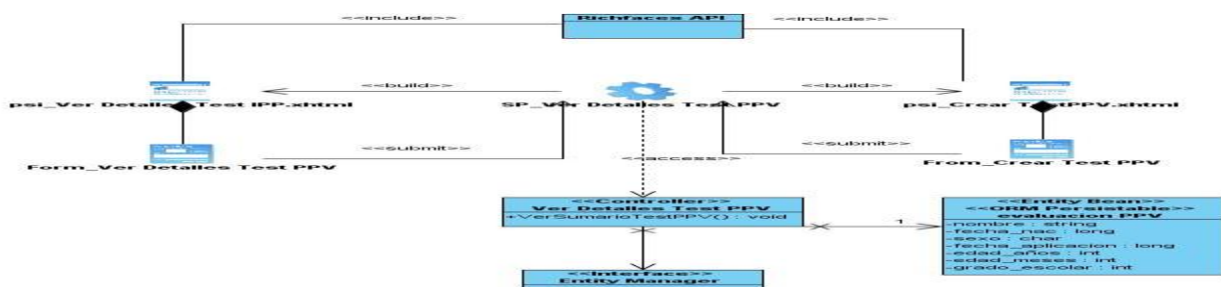 <<include>>
Richfaces API
<<include>>
<<build>>
<<build>>
psi_Ver Detalles Test IPP.xhtml
SP_Ver Detalles Test PPV
psi_Crear TestPPV.xhtml
<<submit>>
<<access>>
<<submit>>
Form_Ver Detalles Test PPV
From_Crear Test PPV
<<Controller>>
Ver Detalles Test PPV
+VerSumarioTestPPV() : void
1
<<Entity Bean>>
<<ORM Persistable>>
evaluacion PPV
-nombre : string
-fecha_nac : long
-sexo : char
-fecha_aplicacion : long
-edad_años : int
-edad_meses : int
-grado_escolar : int
<<Interface>>
Entity Manager